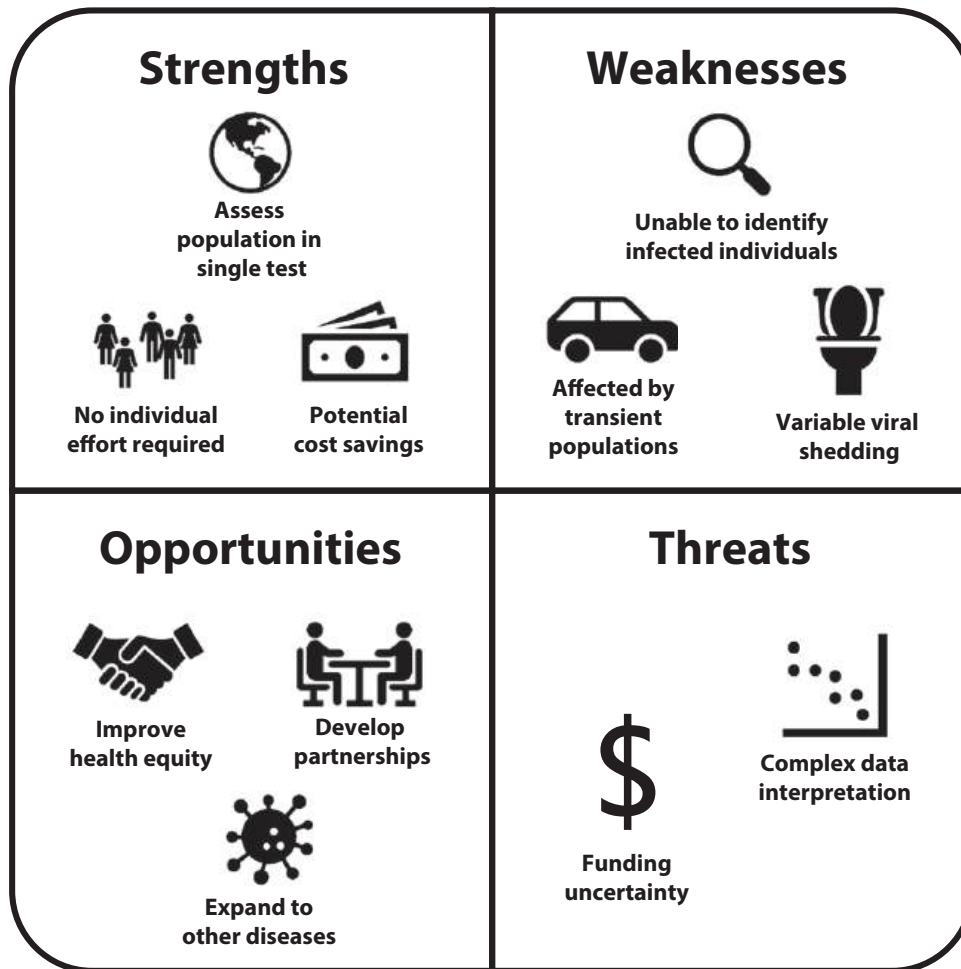 Strengths
Assess
population in
single test
No individual
effort required
Potential
cost savings
Weaknesses
Unable to identify
infected individuals
Affected by
transient
populations
Variable viral
shedding
Opportunities
Improve
health equity
Develop
partnerships
Expand to
other diseases
Threats
$
Funding
uncertainty
Complex data
interpretation